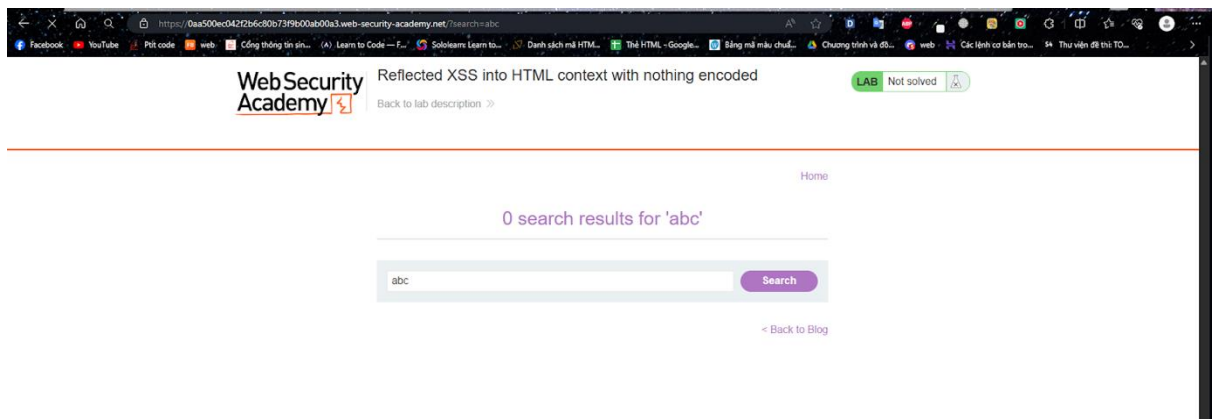 https://0aa500ec042f2b6c80b73f9b00ab00a3.web-security-academy.net/?search=abc
Facebook YouTube Ptit code web Cổng thông tin sin... (A) Learn to Code — F... Sololearn: Learn to... Danh sách mã HTM... Thẻ HTML - Google... Bảng mã màu chuẩ... Chương trình và đồ... web Các lệnh cơ bản tro... Thư viện đề thi: TO...
WebSecurity Academy
Reflected XSS into HTML context with nothing encoded
LAB Not solved
Back to lab description >>
Home
0 search results for 'abc'
abc Search
< Back to Blog